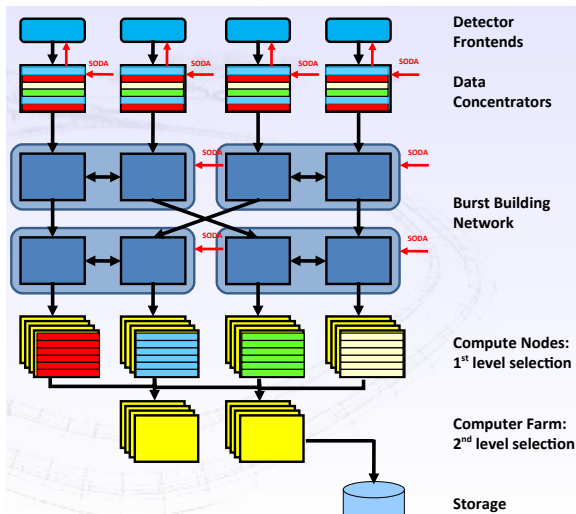 Detector
Frontends
SODA
SODA
SODA
SODA
Data
Concentrators
SODA
SODA
Burst Building
Network
SODA
SODA
Compute Nodes:
1st level selection
Computer Farm:
2nd level selection
Storage